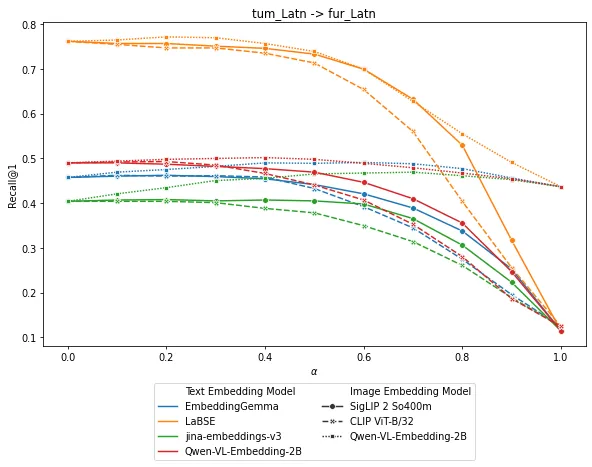 tum_Latn -> fur_Latn
Recall@1
0.8
0.7
0.6
0.5
0.4
0.3
0.2
0.1
0.0 0.2 0.4 0.6 0.8 1.0
α
Text Embedding Model Image Embedding Model
EmbeddingGemma SigLIP 2 So400m
LaBSE CLIP ViT-B/32
jina-embeddings-v3 Qwen-VL-Embedding-2B
Qwen-VL-Embedding-2B